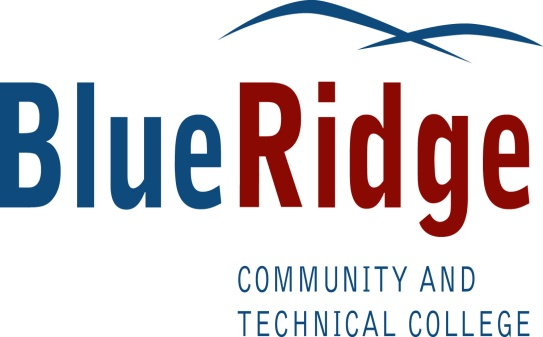 BlueRidge
COMMUNITY AND
TECHNICAL COLLEGE